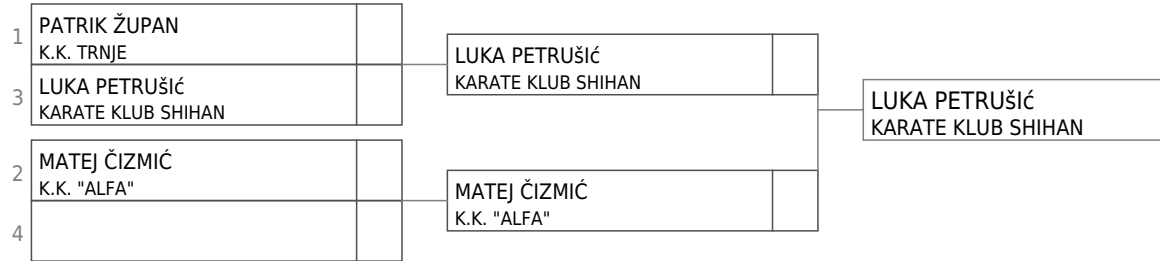 1
PATRIK ŽUPAN
K.K. TRNJE
3
LUKA PETRUšIć
KARATE KLUB SHIHAN
2
MATEJ ČIZMIĆ
K.K. "ALFA"
4
LUKA PETRUšIć
KARATE KLUB SHIHAN
MATEJ ČIZMIĆ
K.K. "ALFA"
LUKA PETRUšIć
KARATE KLUB SHIHAN